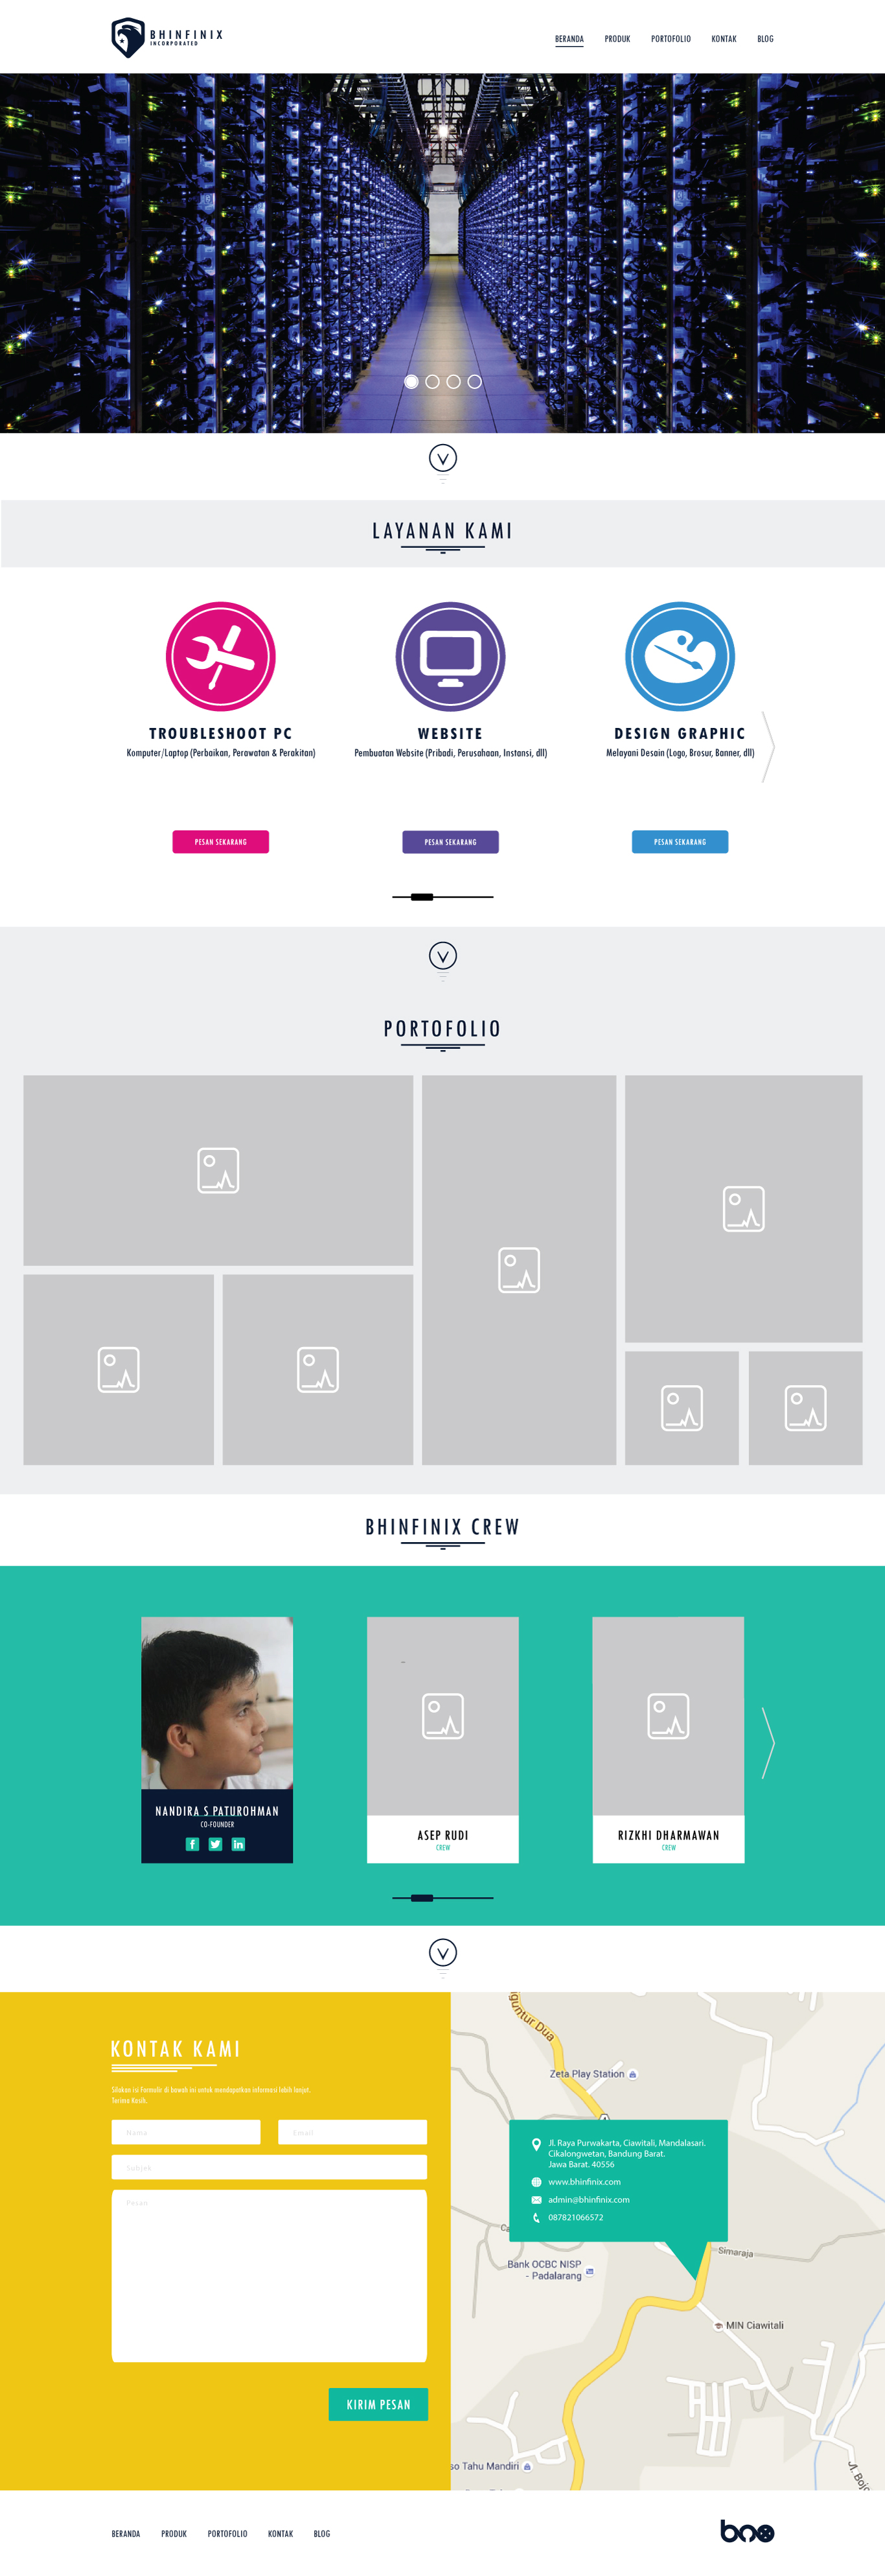 BHINFINIX
INCORPORATED
BERANDA PRODUK PORTOFOLIO KONTAK BLOG
LAYANAN KAMI
TROUBLESHOOT PC
Komputer/Laptop (Perbaikan, Perawatan & Perakitan)
PESAN SEKARANG
WEBSITE
Pembuatan Website (Pribadi, Perusahaan, Instansi, dll)
PESAN SEKARANG
DESIGN GRAPHIC
Melayani Desain (Logo, Brosur, Banner, dll)
PESAN SEKARANG
PORTOFOLIO
BHINFINIX CREW
NANDIRA S PATUROHMAN
CO-FOUNDER
ASEP RUDI
CREW
RIZKHI DHARMAWAN
CREW
KONTAK KAMI
Silakan Isi Formulir di bawah ini untuk mendapatkan informasi lebih lanjut.
Terima Kasih.
Nama
Email
Subjek
Pesan
KIRIM PESAN
guntur Dua
Zeta Play Station
Jl. Raya Purwakarta, Ciawitali, Mandalasari.
Cikalongwetan, Bandung Barat.
Jawa Barat. 40556
www.bhinfinix.com
admin@bhinfinix.com
087821066572
Simaraja
Bank OCBC NISP
- Padalarang
MIN Ciawitali
so Tahu Mandiri
Jl. Bojo
BERANDA PRODUK PORTOFOLIO KONTAK BLOG